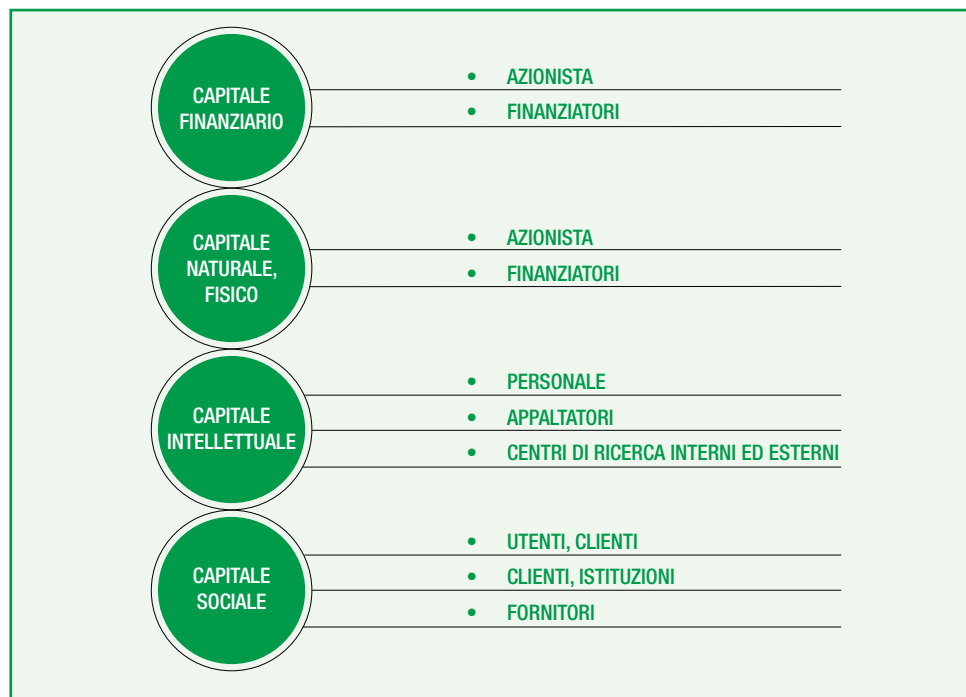 CAPITALE
FINANZIARIO
• AZIONISTA
• FINANZIATORI
CAPITALE
NATURALE,
FISICO
• AZIONISTA
• FINANZIATORI
CAPITALE
INTELLETTUALE
• PERSONALE
• APPALTATORI
• CENTRI DI RICERCA INTERNI ED ESTERNI
CAPITALE
SOCIALE
• UTENTI, CLIENTI
• CLIENTI, ISTITUZIONI
• FORNITORI